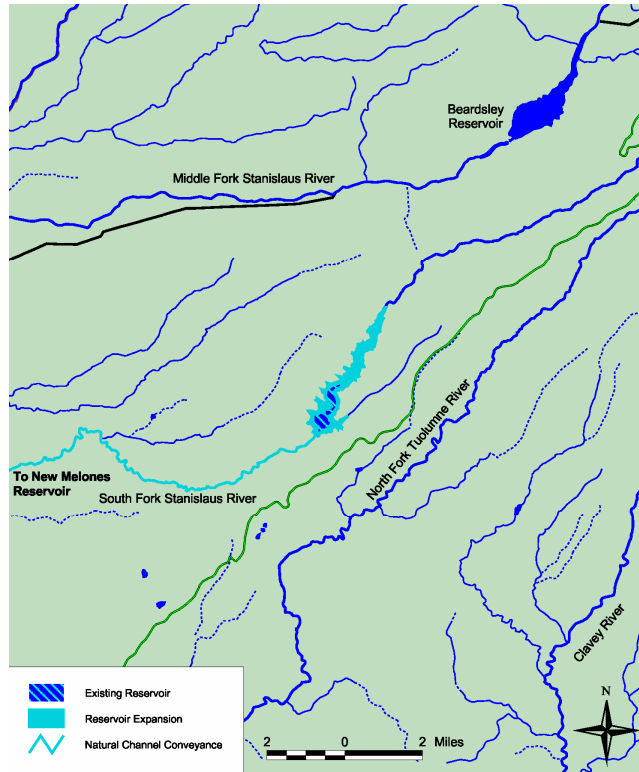 Beardsley
Reservoir
Middle Fork Stanislaus River
North Fork Tuolumne River
To New Melones
Reservoir
South Fork Stanislaus River
Clavey River
Existing Reservoir
Reservoir Expansion
Natural Channel Conveyance
2 0 2 Miles
N